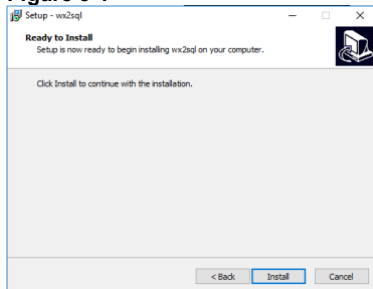 Setup - wx2sql
Ready to Install
Setup is now ready to begin installing wx2sql on your computer.
Click Install to continue with the installation.
< Back
Install
Cancel